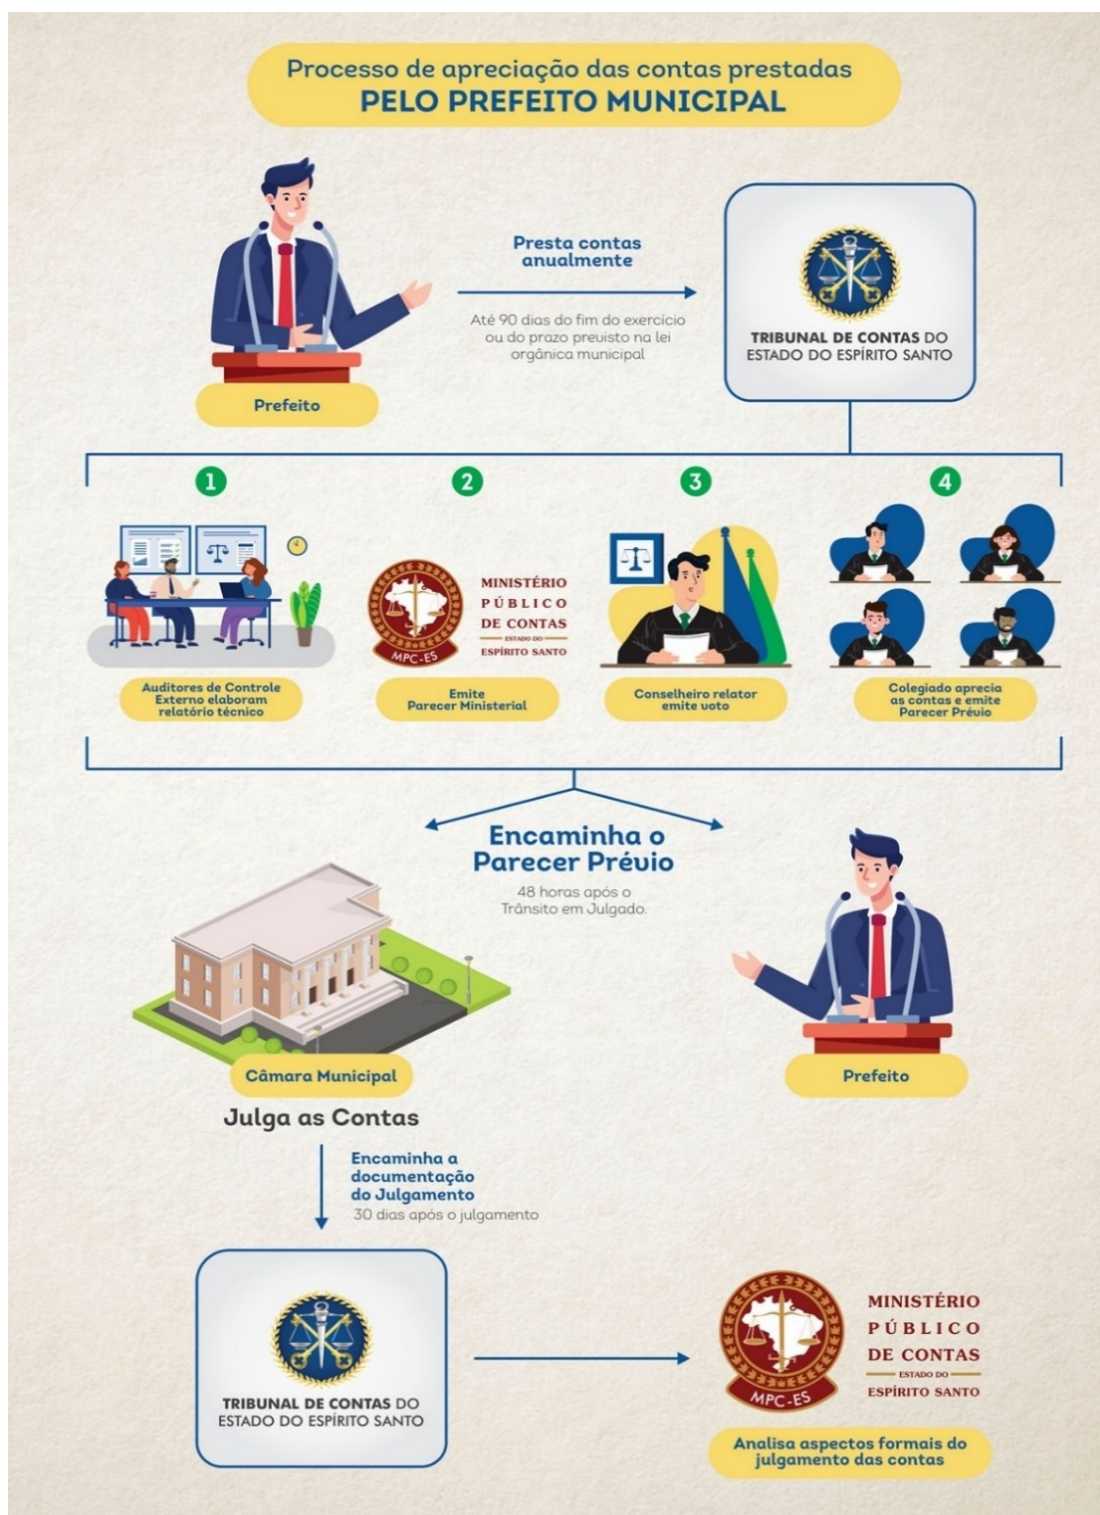 Processo de apreciação das contas prestadas
PELO PREFEITO MUNICIPAL
Presta contas
anualmente
Até 90 dias do fim do exercício
ou do prazo previsto na lei
orgânica municipal
TRIBUNAL DE CONTAS DO
ESTADO DO ESPÍRITO SANTO
Prefeito
1
2
3
4
MINISTÉRIO
PÚBLICO
DE CONTAS
ESTADO DO
ESPÍRITO SANTO
MPC-ES
Auditores de Controle
Externo elaboram
relatório técnico
Emite
Parecer Ministerial
Conselheiro relator
emite voto
Colegiado aprecia
as contas e emite
Parecer Prévio
Encaminha o
Parecer Prévio
48 horas após o
Trânsito em Julgado.
Câmara Municipal
Julga as Contas
Prefeito
Encaminha a
documentação
do Julgamento
30 dias após o julgamento
TRIBUNAL DE CONTAS DO
ESTADO DO ESPÍRITO SANTO
MINISTÉRIO
PÚBLICO
DE CONTAS
ESTADO DO
ESPÍRITO SANTO
MPC-ES
Analisa aspectos formais do
julgamento das contas